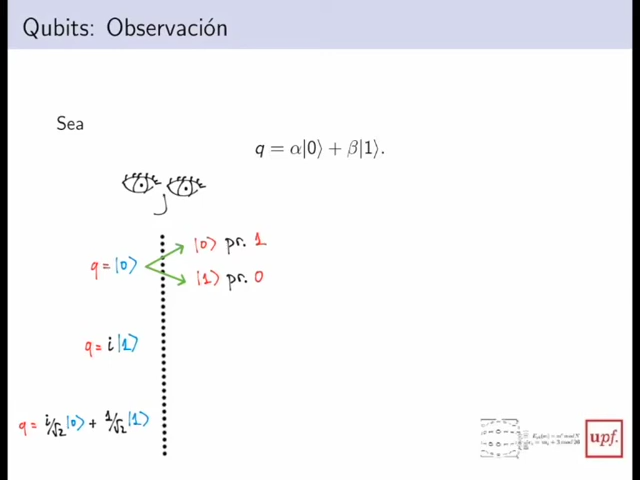 Qubits: Observación
Sea
q = α|0⟩ + β|1⟩.
|0⟩ pr. 1
q = |0⟩
|1⟩ pr. 0
q = i |1⟩
q = i/√2 |0⟩ + 1/√2 |1⟩
upf.